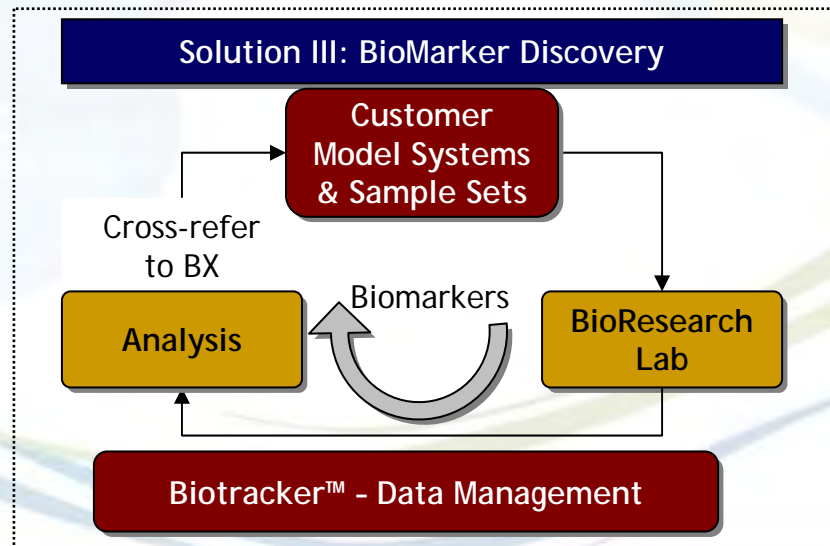 Solution III: BioMarker Discovery
Customer
Model Systems
& Sample Sets
Cross-refer
to BX
Biomarkers
Analysis
BioResearch
Lab
Biotracker™ - Data Management